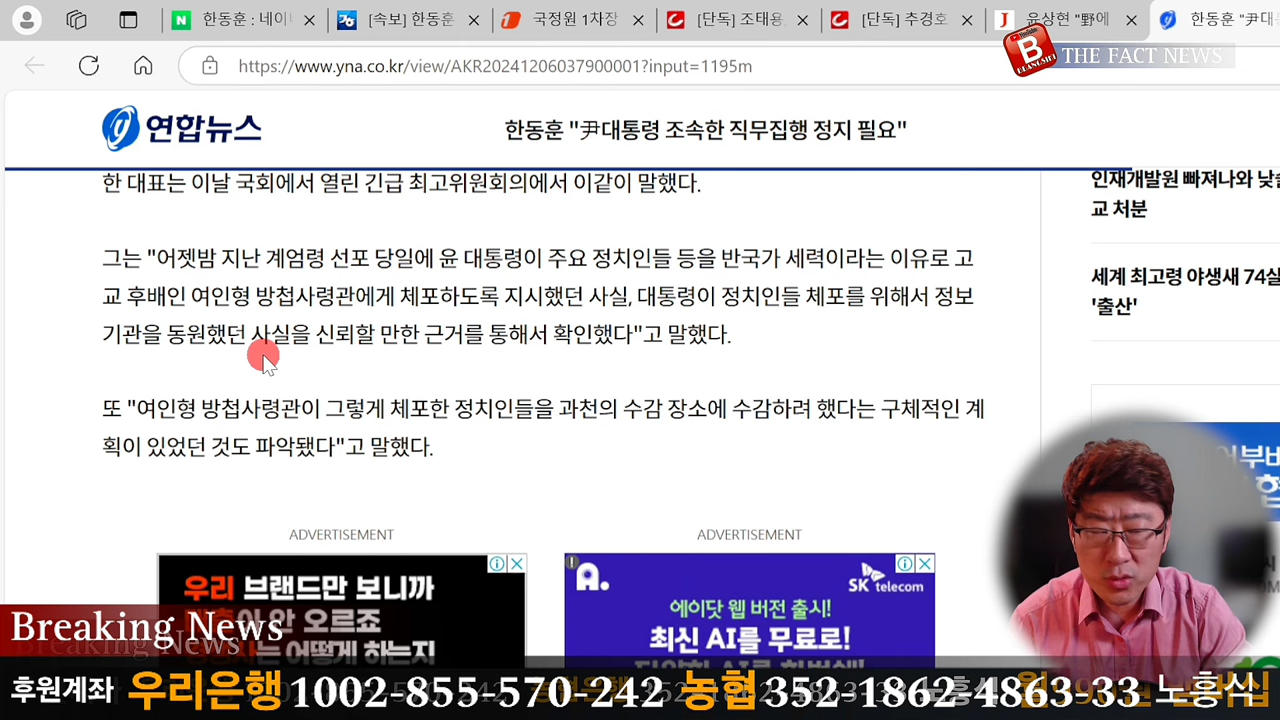 한동훈 : 네이
[속보] 한동훈
국정원 1차장
[단독] 조태용
[단독] 추경호
윤상현 "野에
한동훈 "尹대
YouTube
B
BBANGSIBI
THE FACT NEWS
https://www.yna.co.kr/view/AKR20241206037900001?input=1195m
연합뉴스
한동훈 "尹대통령 조속한 직무집행 정지 필요"
한 대표는 이날 국회에서 열린 긴급 최고위원회의에서 이같이 말했다.
그는 "어젯밤 지난 계엄령 선포 당일에 윤 대통령이 주요 정치인들 등을 반국가 세력이라는 이유로 고
교 후배인 여인형 방첩사령관에게 체포하도록 지시했던 사실, 대통령이 정치인들 체포를 위해서 정보
기관을 동원했던 사실을 신뢰할 만한 근거를 통해서 확인했다"고 말했다.
또 "여인형 방첩사령관이 그렇게 체포한 정치인들을 과천의 수감 장소에 수감하려 했다는 구체적인 계
획이 있었던 것도 파악됐다"고 말했다.
인재개발원 빠져나와 낮술
교 처분
세계 최고령 야생새 74살
'출산'
ADVERTISEMENT
ADVERTISEMENT
우리 브랜드만 보니까
안 오르죠
는 어떻게 하는지
A.
SK telecom
에이닷 웹 버전 출시!
최신 AI를 무료로!
Breaking News
후원계좌 우리은행 1002-855-570-242 농협 352-1862-4863-33 노흥식